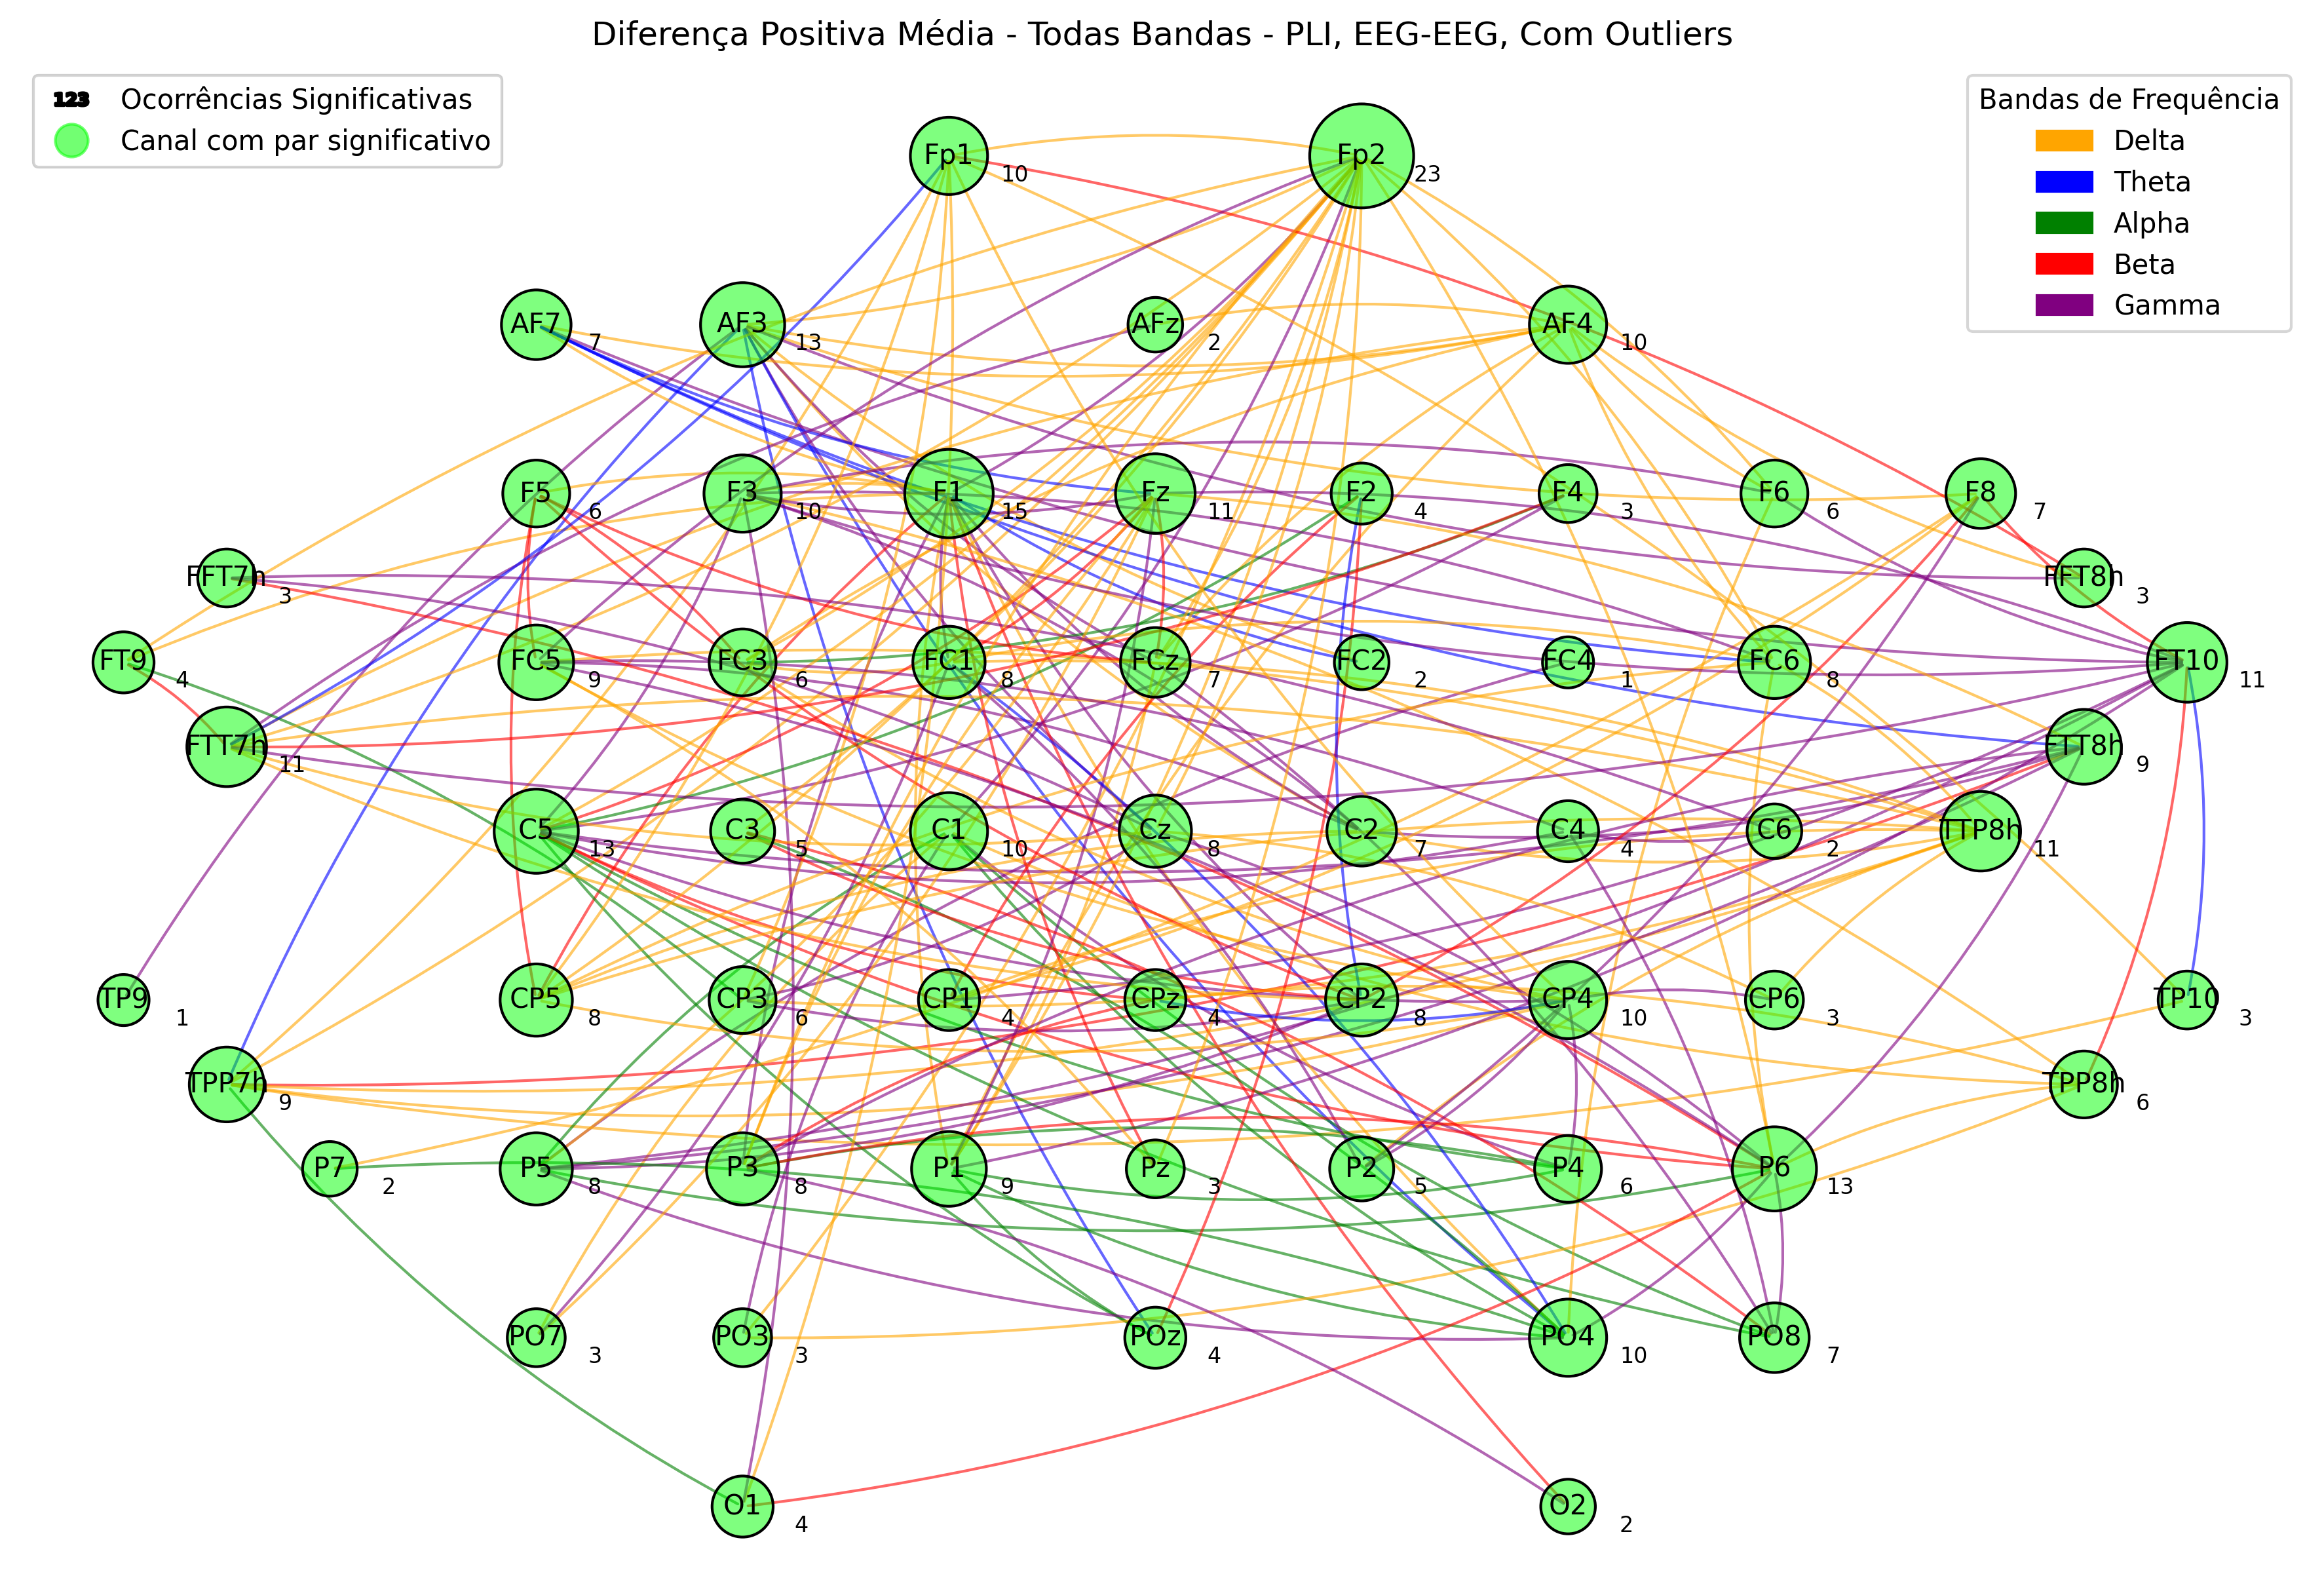 Diferença Positiva Média - Todas Bandas - PLI, EEG-EEG, Com Outliers
123 Ocorrências Significativas
Canal com par significativo
Bandas de Frequência
Delta
Theta
Alpha
Beta
Gamma
Fp1 10
Fp2 23
AF7 7
AF3 13
AFz 2
AF4 10
F5 6
F3 10
F1 15
Fz 11
F2 4
F4 3
F6 6
F8 7
FFT7h 3
FFT8h 3
FT9 4
FC5 9
FC3 6
FC1 8
FCz 7
FC2 2
FC4 1
FC6 8
FT10 11
FTT7h 11
FTT8h 9
C5 13
C3 5
C1 10
Cz 8
C2 7
C4 4
C6 2
TTP8h 11
TP9 1
CP5 8
CP3 6
CP1 4
CPz 4
CP2 8
CP4 10
CP6 3
TP10 3
TPP7h 9
TPP8h 6
P7 2
P5 8
P3 8
P1 9
Pz 3
P2 5
P4 6
P6 13
PO7 3
PO3 3
POz 4
PO4 10
PO8 7
O1 4
O2 2